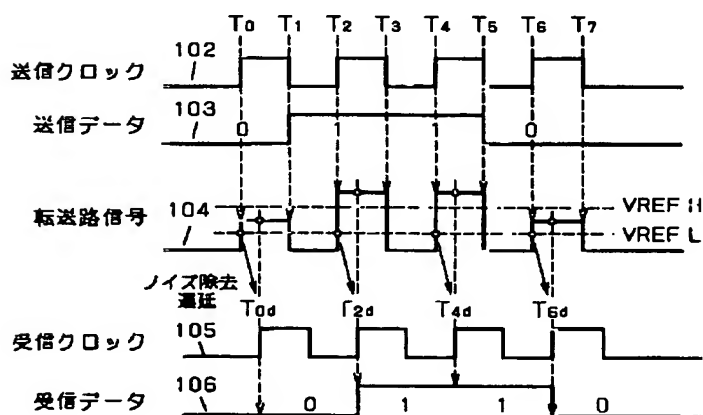 T0 T1 T2 T3 T4 T5 T6 T7
102
送信クロック
103
送信データ
0 1 1 0
104
転送路信号
VREF H
VREF L
ノイズ除去
遅延
T0d T2d T4d T6d
105
受信クロック
106
受信データ
0 1 1 0